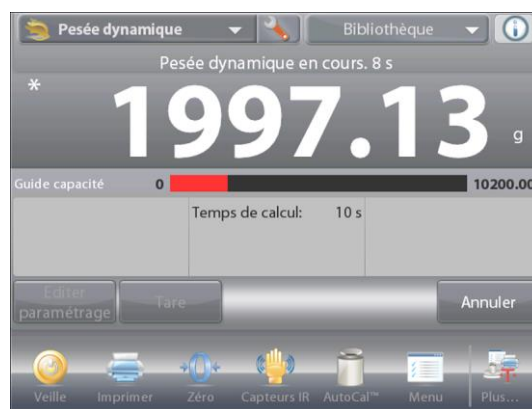 Pesée dynamique
Bibliothèque
Pesée dynamique en cours. 8 s
*
1997.13 g
Guide capacité 0 10200.00
Temps de calcul: 10 s
Editer paramétrage
Tare
Annuler
Veille Imprimer Zéro Capteurs IR AutoCal™ Menu Plus...